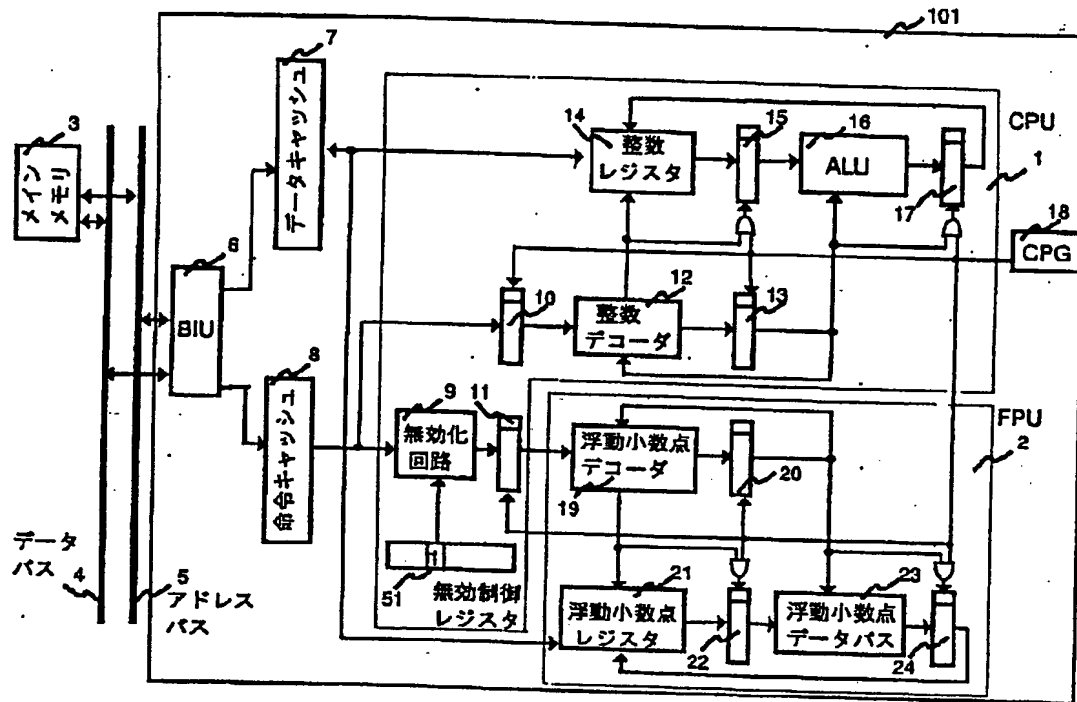 101
7
データキャッシュ
3
メイン
メモリ
6
BIU
8
命令キャッシュ
データ
バス
4
5
アドレス
バス
14
整数
レジスタ
15
16
ALU
17
CPU
1
18
CPG
10
12
整数
デコーダ
13
9
無効化
回路
11
51
1
無効制御
レジスタ
FPU
2
浮動小数点
デコーダ
19
20
21
浮動小数点
レジスタ
22
23
浮動小数点
データパス
24